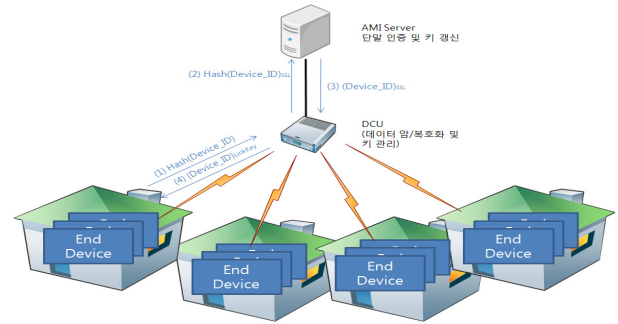 AMI Server
단말 인증 및 키 갱신
(2) Hash(Device_ID)SSL
(3) (Device_ID)SSL
DCU
(데이터 암/복호화 및
키 관리)
(1) Hash(Device_ID)
(4) (Device_ID)LinkKey
End
Device
End
Device
End
Device
End
Device